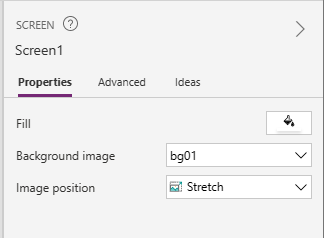 SCREEN ?
Screen1
Properties Advanced Ideas
Fill
Background image bg01
Image position Stretch